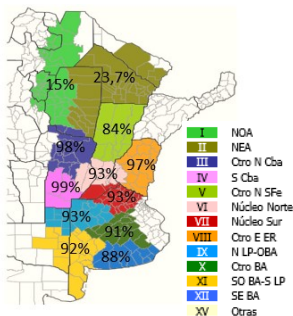 15%
23,7%
84%
98%
97%
93%
99%
93%
93%
91%
92%
88%
I NOA
II NEA
III Ctro N Cba
IV S Cba
V Ctro N SFe
VI Núcleo Norte
VII Núcleo Sur
VIII Ctro E ER
IX N LP-OBA
X Ctro BA
XI SO BA-S LP
XII SE BA
XV Otras